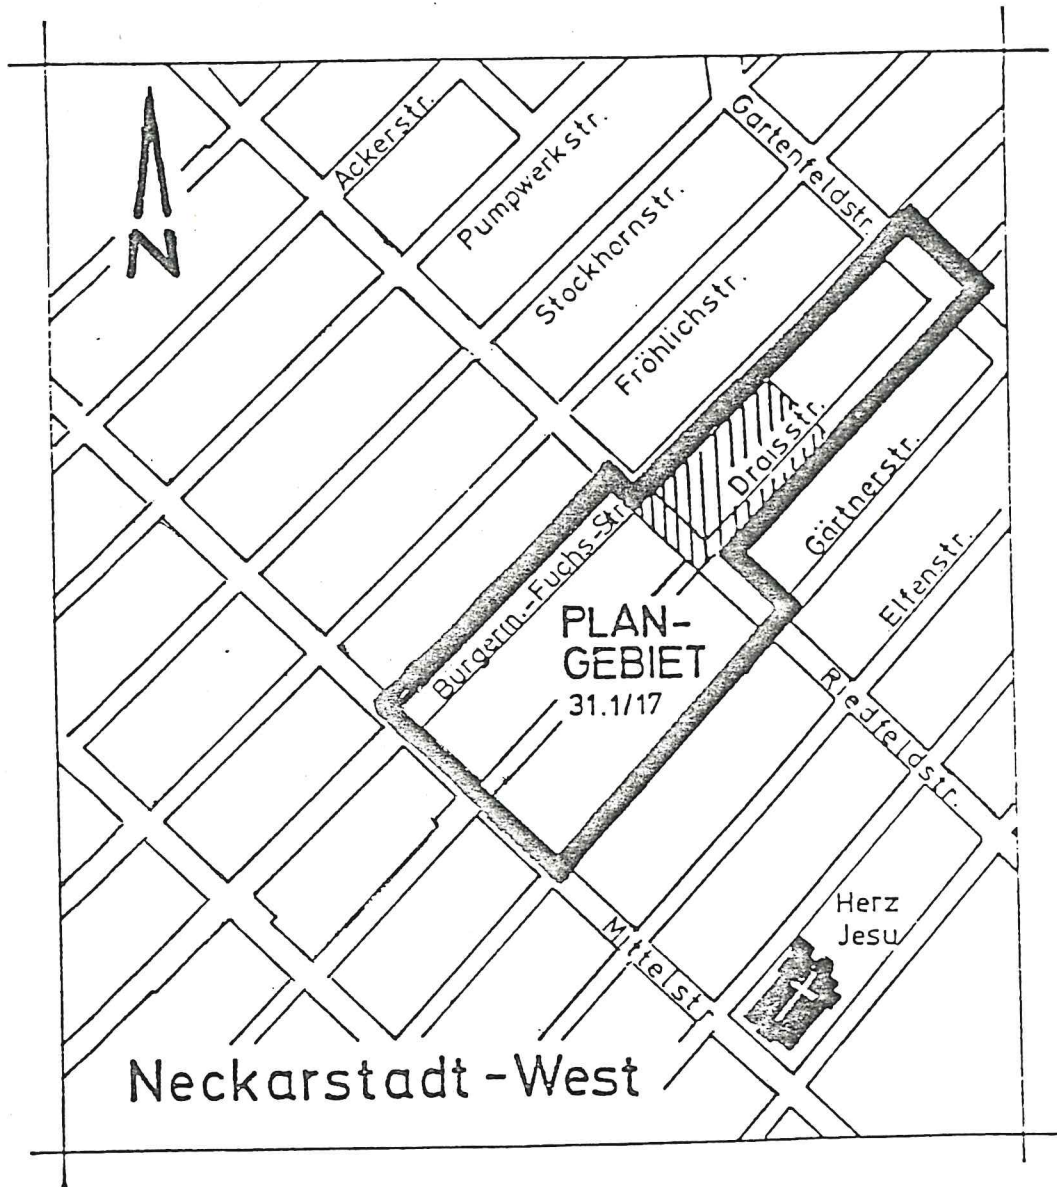 Ackerstr.
Pumpwerkstr.
Stockhornstr.
Fröhlichstr.
Gartenfeldstr.
N
Draisstr.
Gärtnerstr.
Elfenstr.
Bürgerm.-Fuchs-Str.
PLAN-
GEBIET
31.1/17
Riedfeldstr.
Herz
Jesu
Mittelstr.
Neckarstadt-West